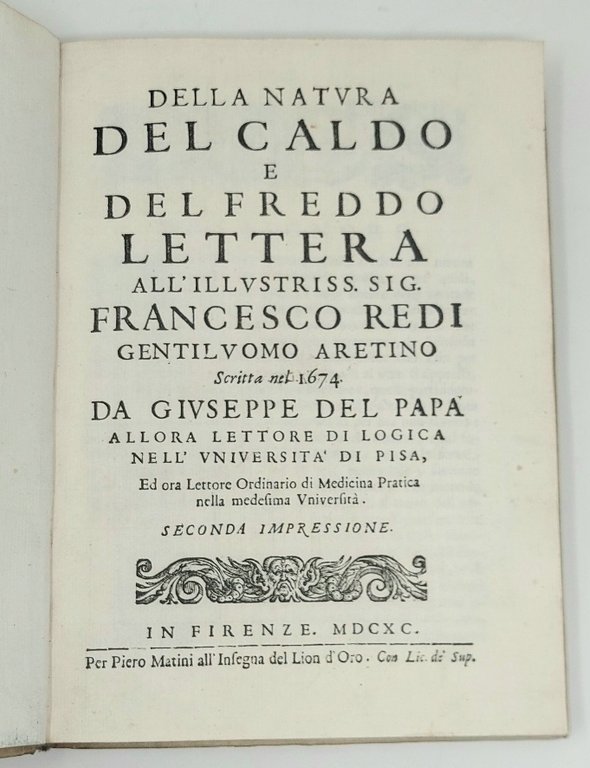 DELLA NATVRA
DEL CALDO
E
DEL FREDDO
LETTERA
ALL'ILLVSTRISS. SIG.
FRANCESCO REDI
GENTILVOMO ARETINO
Scritta nel 1674.
DA GIVSEPPE DEL PAPA
ALLORA LETTORE DI LOGICA
NELL' VNIVERSITA' DI PISA,
Ed ora Lettore Ordinario di Medicina Pratica
nella medesima Vniversità.
SECONDA IMPRESSIONE.
IN FIRENZE. MDCXC.
Per Piero Matini all'Insegna del Lion d'Oro. Con Lic. de' Sup.